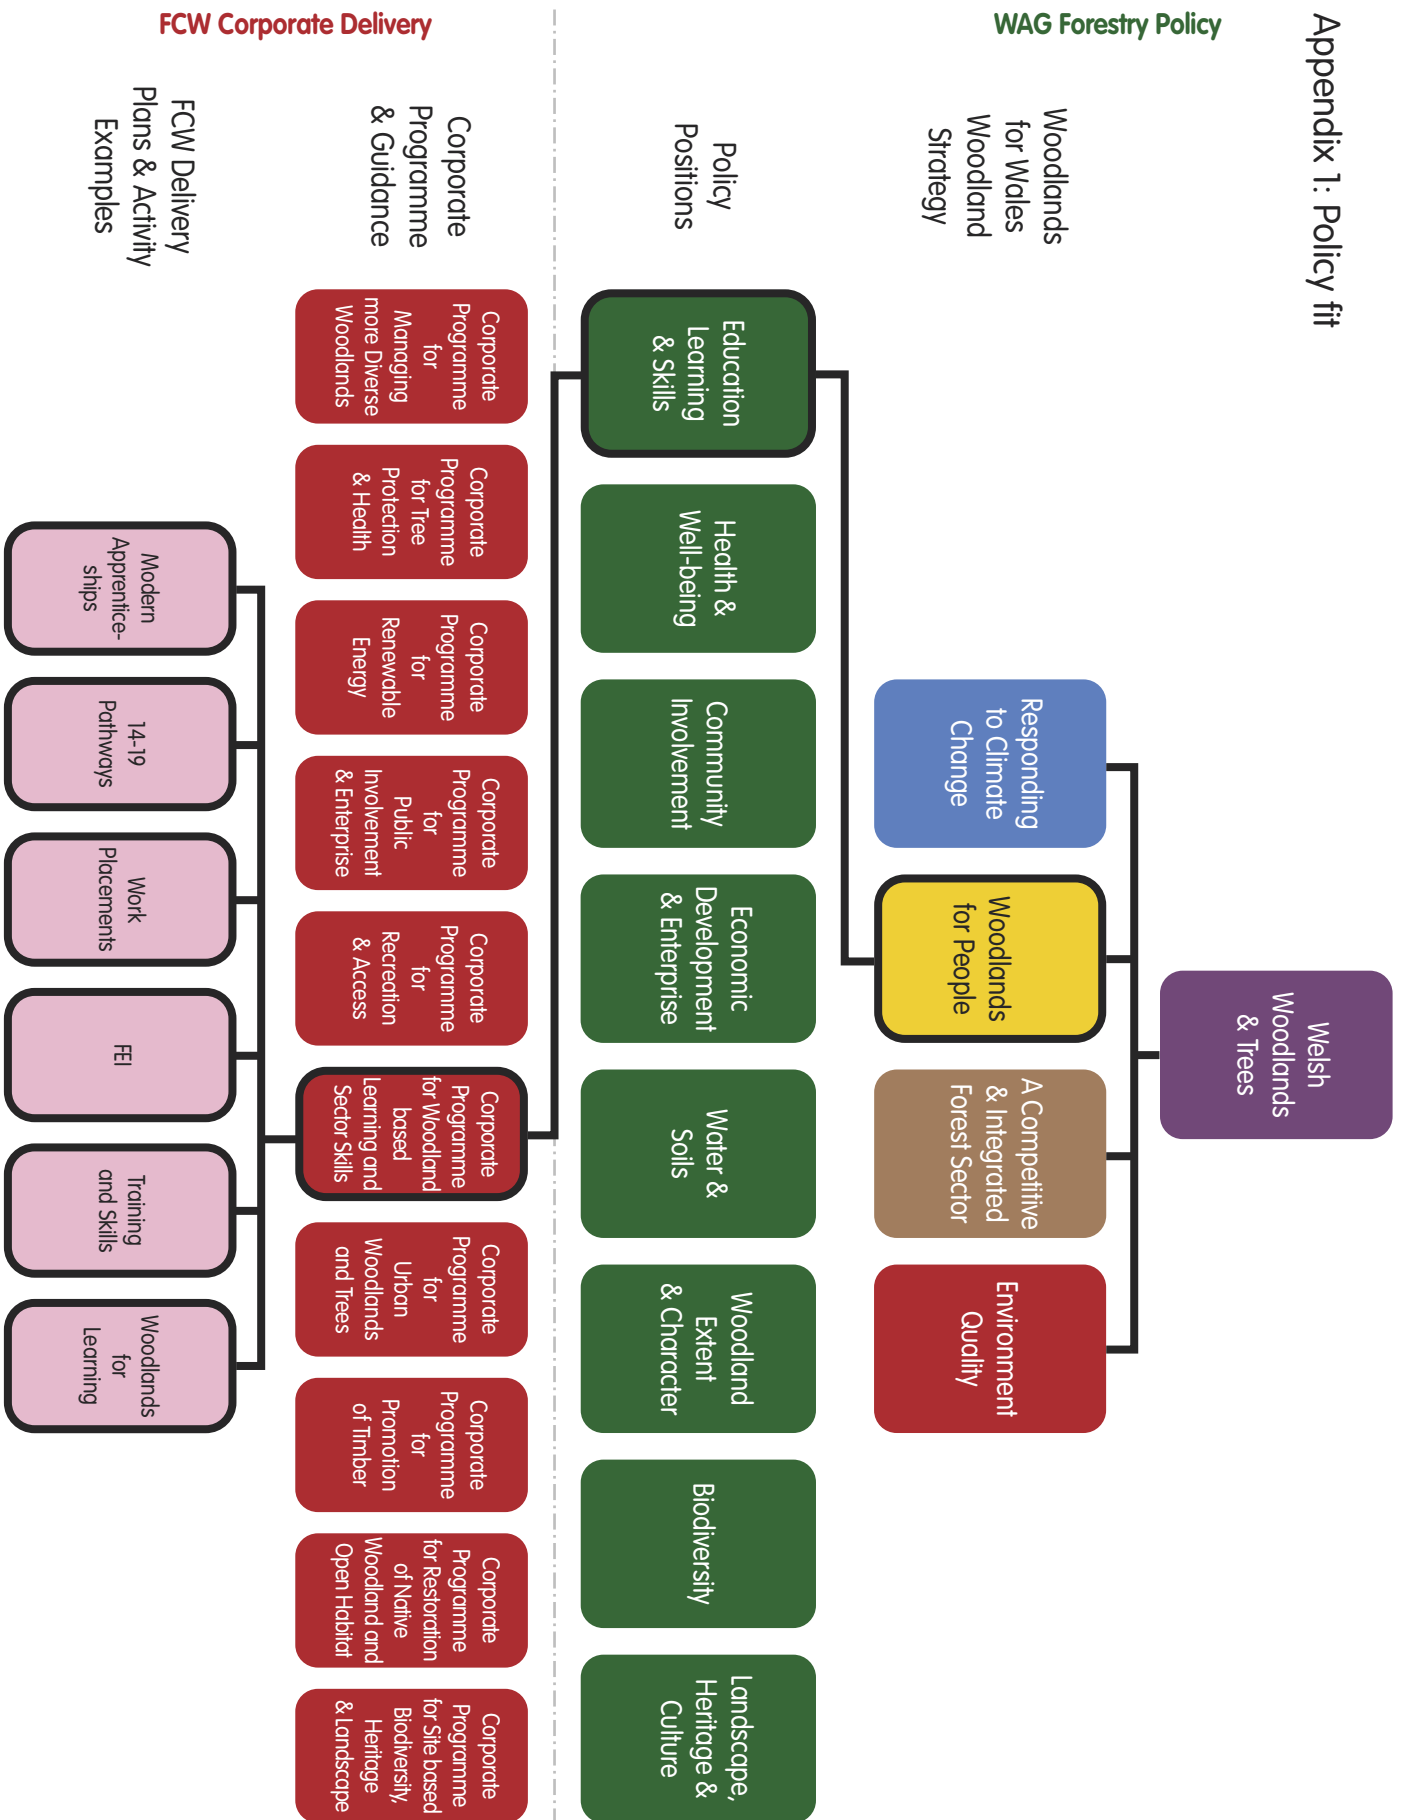 Appendix 1: Policy fit
WAG Forestry Policy
Woodlands
for Wales
Woodland
Strategy
Welsh
Woodlands
& Trees
Responding
to Climate
Change
Woodlands
for People
A Competitive
& Integrated
Forest Sector
Environment
Quality
Policy
Positions
Education
Learning
& Skills
Health &
Well-being
Community
Involvement
Economic
Development
& Enterprise
Water &
Soils
Woodland
Extent
& Character
Biodiversity
Landscape,
Heritage &
Culture
FCW Corporate Delivery
Corporate
Programme
& Guidance
Corporate
Programme
for
Managing
more Diverse
Woodlands
Corporate
Programme
for Tree
Protection
& Health
Corporate
Programme
for
Renewable
Energy
Corporate
Programme
for
Public
Involvement
& Enterprise
Corporate
Programme
for
Recreation
& Access
Corporate
Programme
for Woodland
based
Learning and
Sector Skills
Corporate
Programme
for
Urban
Woodlands
and Trees
Corporate
Programme
for
Promotion
of Timber
Corporate
Programme
for Restoration
of Native
Woodland and
Open Habitat
Corporate
Programme
for Site based
Biodiversity,
Heritage
& Landscape
FCW Delivery
Plans & Activity
Examples
Modern
Apprentice-
ships
14-19
Pathways
Work
Placements
FEI
Training
and Skills
Woodlands
for
Learning